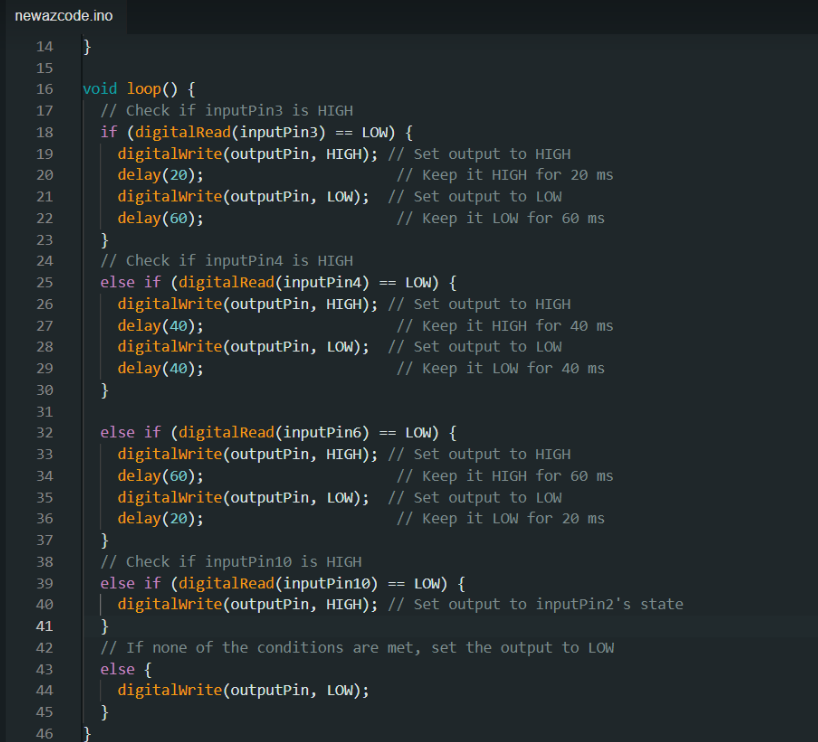 newazcode.ino
14 }
15
16 void loop() {
17 // Check if inputPin3 is HIGH
18 if (digitalRead(inputPin3) == LOW) {
19 digitalWrite(outputPin, HIGH); // Set output to HIGH
20 delay(20); // Keep it HIGH for 20 ms
21 digitalWrite(outputPin, LOW); // Set output to LOW
22 delay(60); // Keep it LOW for 60 ms
23 }
24 // Check if inputPin4 is HIGH
25 else if (digitalRead(inputPin4) == LOW) {
26 digitalWrite(outputPin, HIGH); // Set output to HIGH
27 delay(40); // Keep it HIGH for 40 ms
28 digitalWrite(outputPin, LOW); // Set output to LOW
29 delay(40); // Keep it LOW for 40 ms
30 }
31
32 else if (digitalRead(inputPin6) == LOW) {
33 digitalWrite(outputPin, HIGH); // Set output to HIGH
34 delay(60); // Keep it HIGH for 60 ms
35 digitalWrite(outputPin, LOW); // Set output to LOW
36 delay(20); // Keep it LOW for 20 ms
37 }
38 // Check if inputPin10 is HIGH
39 else if (digitalRead(inputPin10) == LOW) {
40 digitalWrite(outputPin, HIGH); // Set output to inputPin2's state
41 }
42 // If none of the conditions are met, set the output to LOW
43 else {
44 digitalWrite(outputPin, LOW);
45 }
46 }